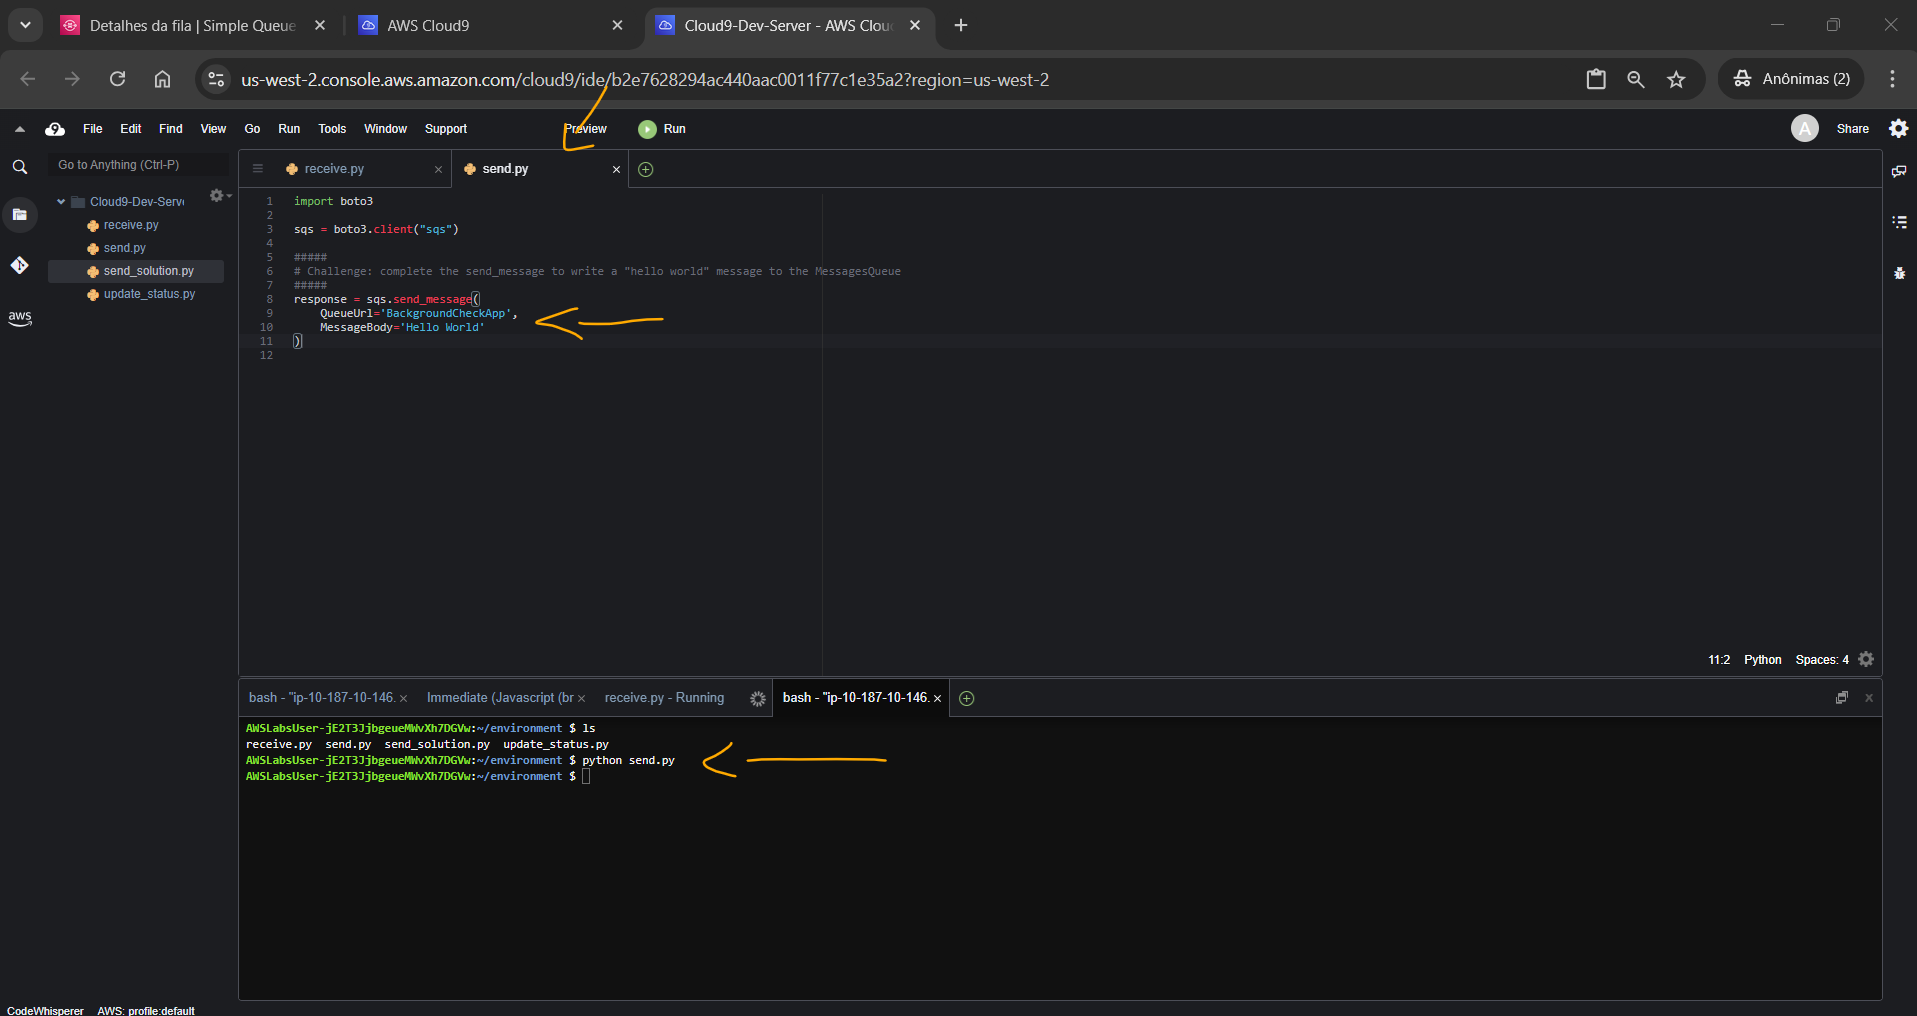 Detalhes da fila | Simple Queue
AWS Cloud9
Cloud9-Dev-Server - AWS Clou
us-west-2.console.aws.amazon.com/cloud9/ide/b2e7628294ac440aac0011f77c1e35a2?region=us-west-2
Anônimas (2)
File Edit Find View Go Run Tools Window Support Preview Run
A Share
Go to Anything (Ctrl-P)
receive.py
send.py
Cloud9-Dev-Serve
receive.py
send.py
send_solution.py
update_status.py
aws
1 import boto3
2
3 sqs = boto3.client("sqs")
4
5 #####
6 # Challenge: complete the send_message to write a "hello world" message to the MessagesQueue
7 #####
8 response = sqs.send_message(
9 QueueUrl='BackgroundCheckApp',
10 MessageBody='Hello World'
11 )
12
11:2 Python Spaces: 4
bash - "ip-10-187-10-146.
Immediate (Javascript (br
receive.py - Running
bash - "ip-10-187-10-146.
AWSLabsUser-jE2T3JjbgeueMWvXh7DGVw:~/environment $ ls
receive.py send.py send_solution.py update_status.py
AWSLabsUser-jE2T3JjbgeueMWvXh7DGVw:~/environment $ python send.py
AWSLabsUser-jE2T3JjbgeueMWvXh7DGVw:~/environment $
CodeWhisperer AWS: profile:default